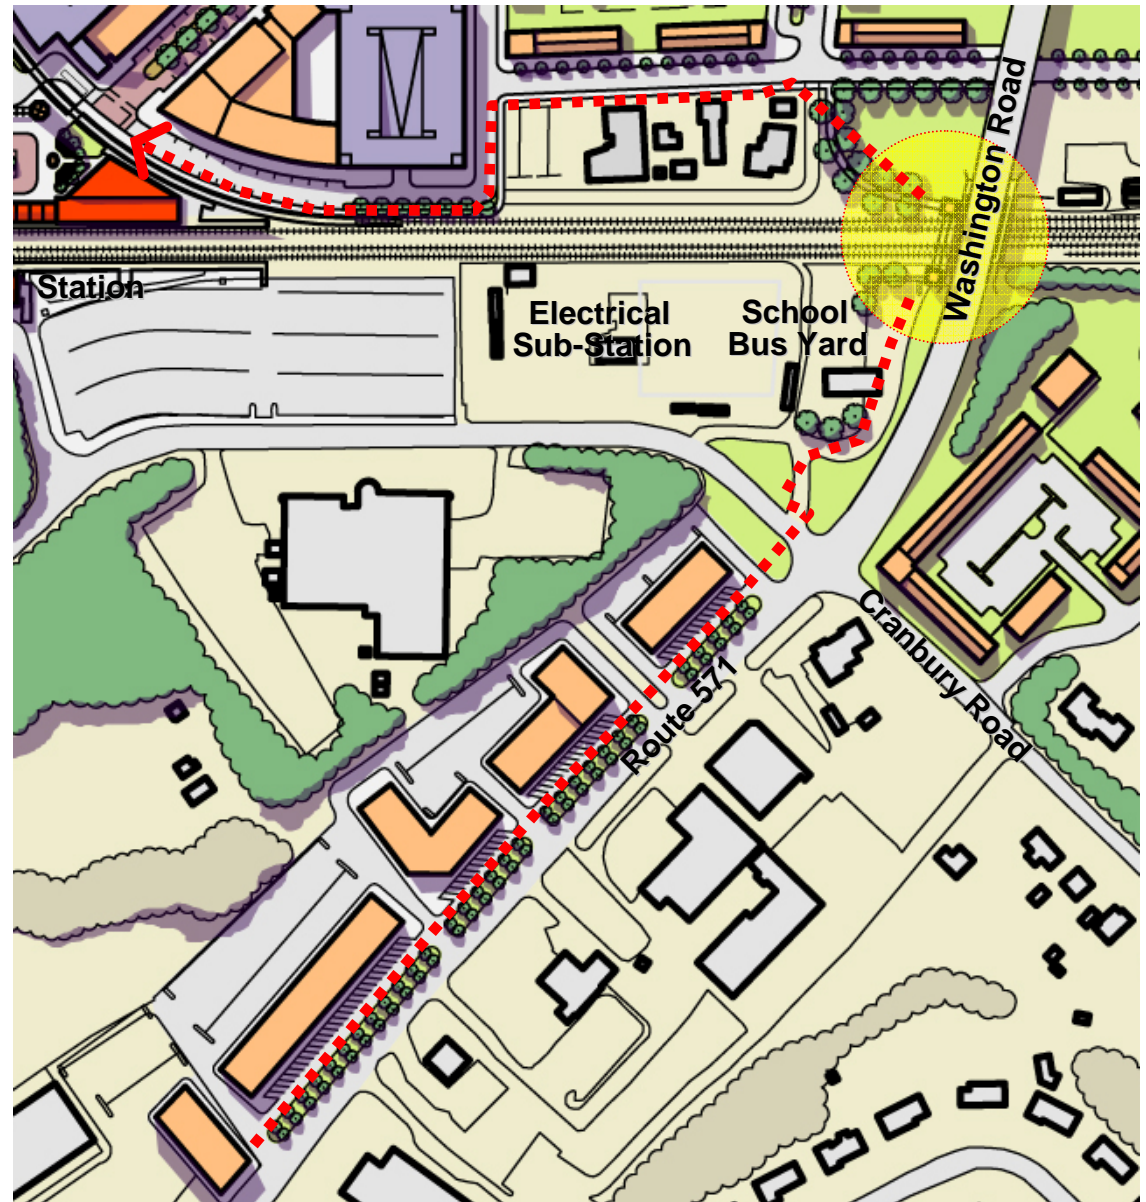 Washington Road
Station
Electrical
Sub-Station
School
Bus Yard
Cranbury Road
Route 571